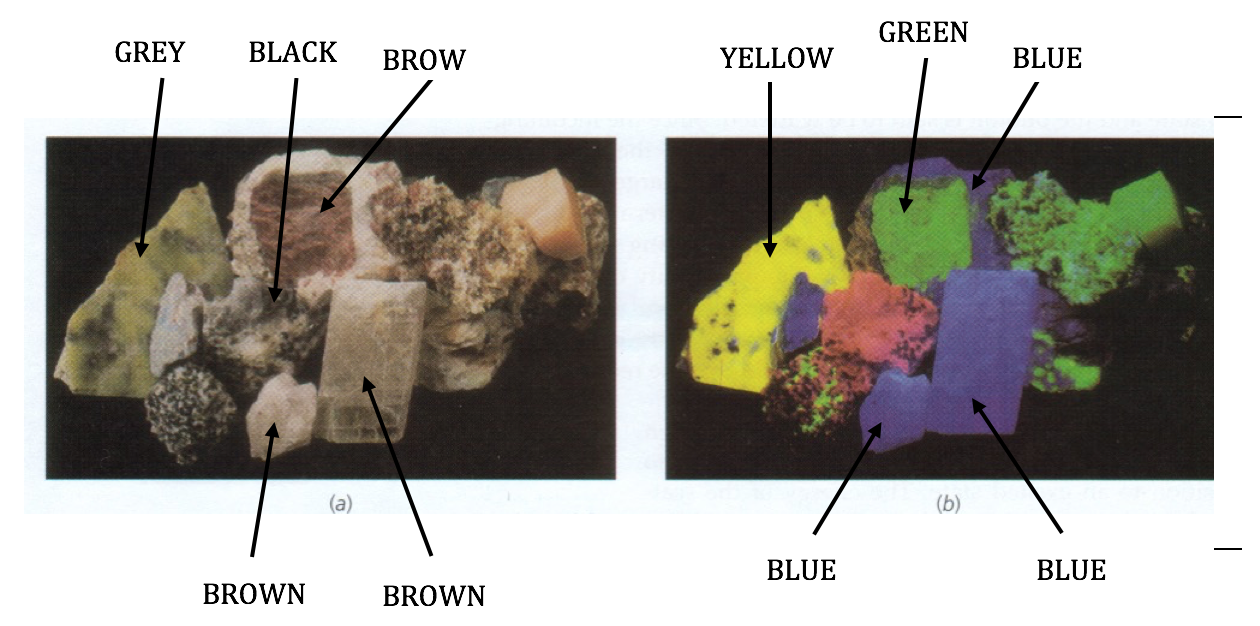 GREY BLACK BROW
YELLOW GREEN BLUE
(a)
(b)
BROWN BROWN
BLUE BLUE